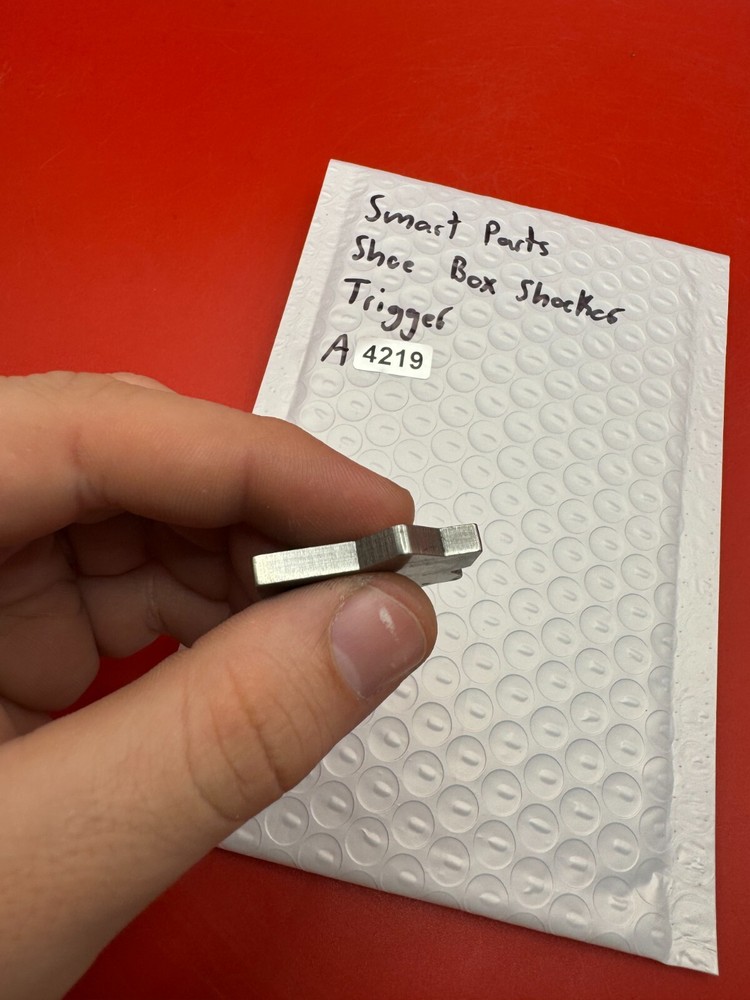 Smart Parts
Shoe Box Shocker
Trigger
A 4219